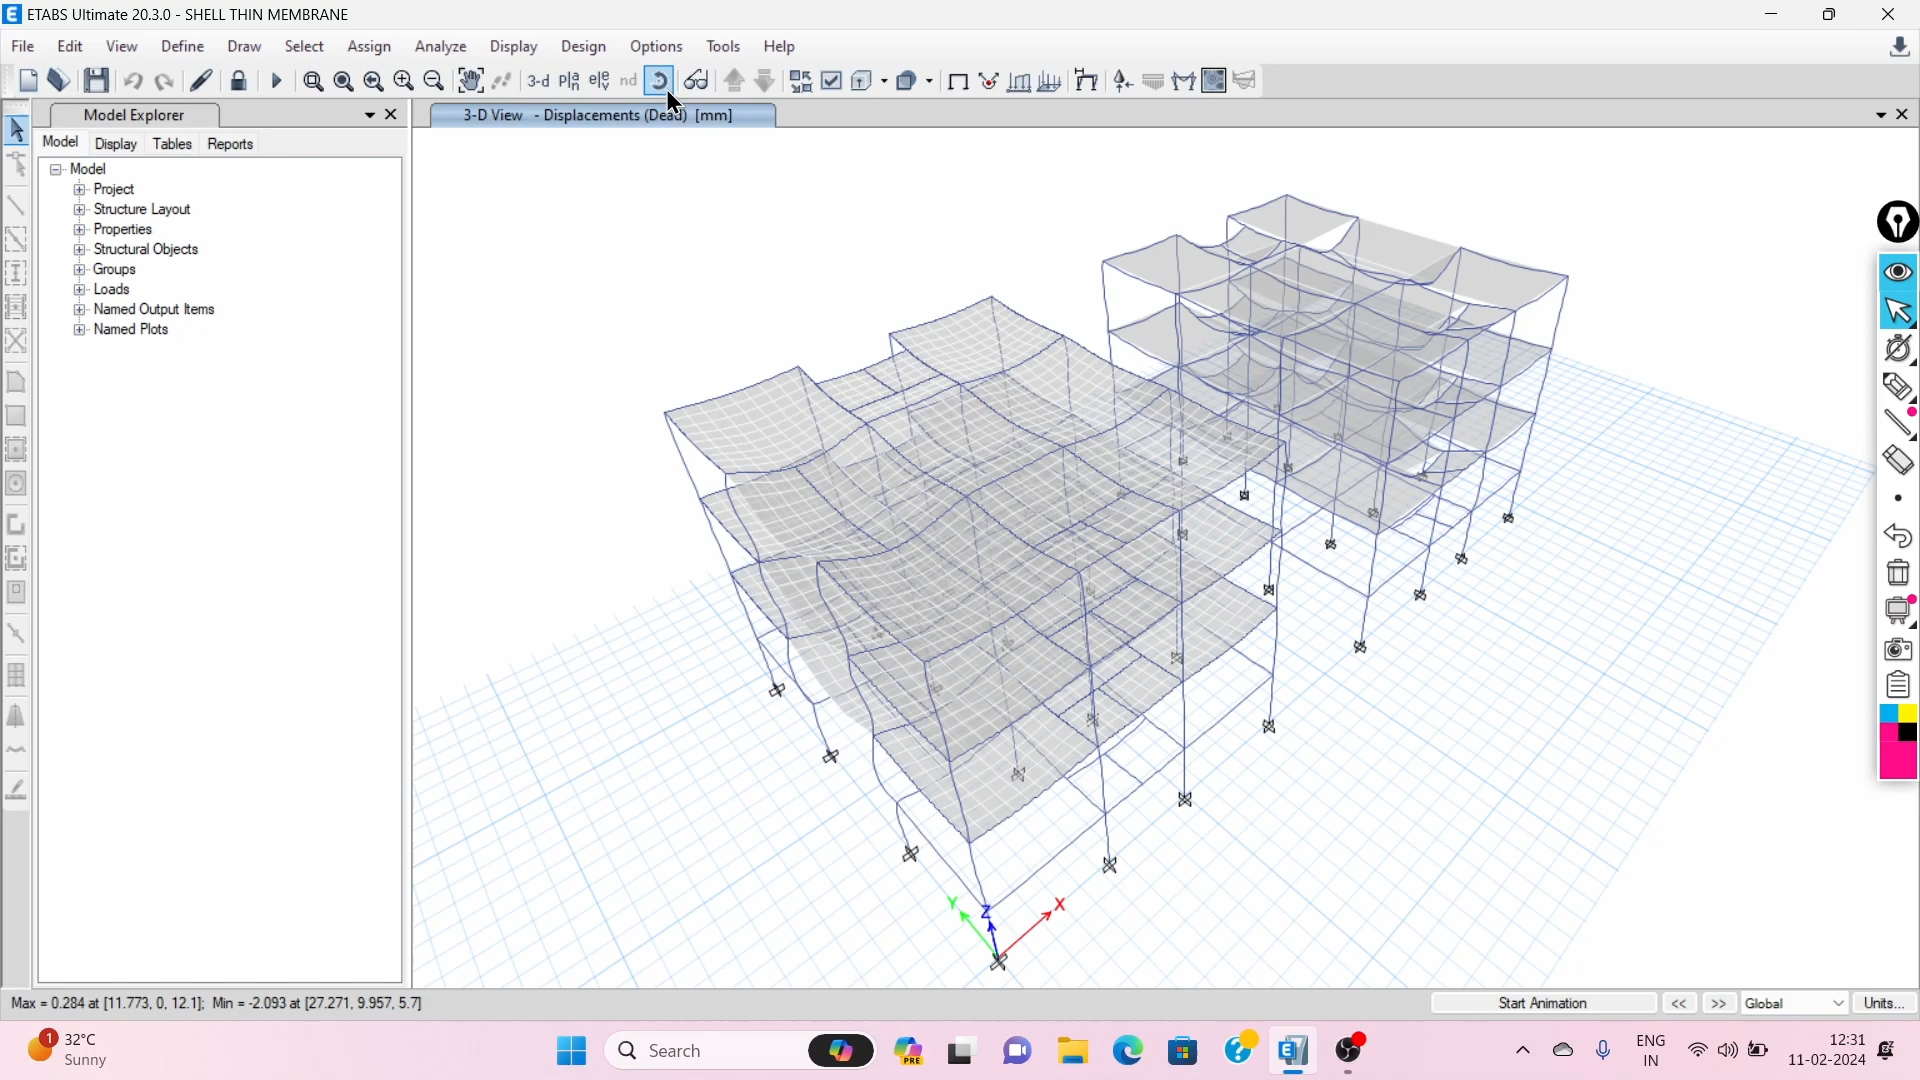 ETABS Ultimate 20.3.0 - SHELL THIN MEMBRANE
File Edit View Define Draw Select Assign Analyze Display Design Options Tools Help
3-d nd
Model Explorer
3-D View - Displacements (Dead) [mm]
Model Display Tables Reports
Model
Project
Structure Layout
Properties
Structural Objects
Groups
Loads
Named Output Items
Named Plots
Y Z X
Max = 0.284 at [11.773, 0, 12.1]; Min = -2.093 at [27.271, 9.957, 5.7]
Start Animation << >> Global Units...
1 32°C
Sunny
Search
PRE
ENG
IN
12:31
11-02-2024